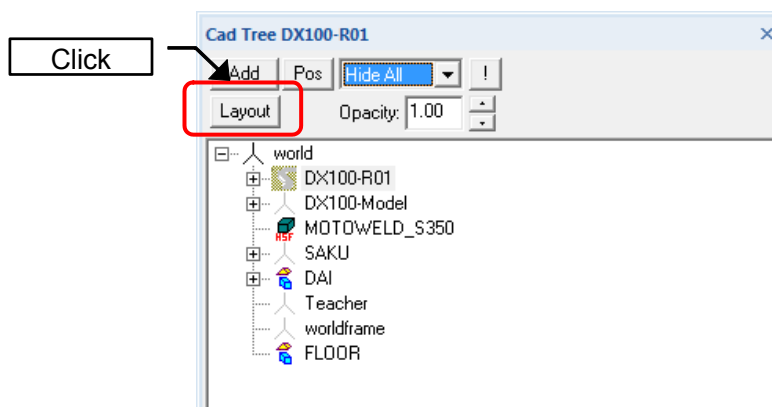 Cad Tree DX100-R01
Click
Add Pos Hide All !
Layout Opacity: 1.00
world
DX100-R01
DX100-Model
HSF MOTOWELD_S350
SAKU
DAI
Teacher
worldframe
FLOOR